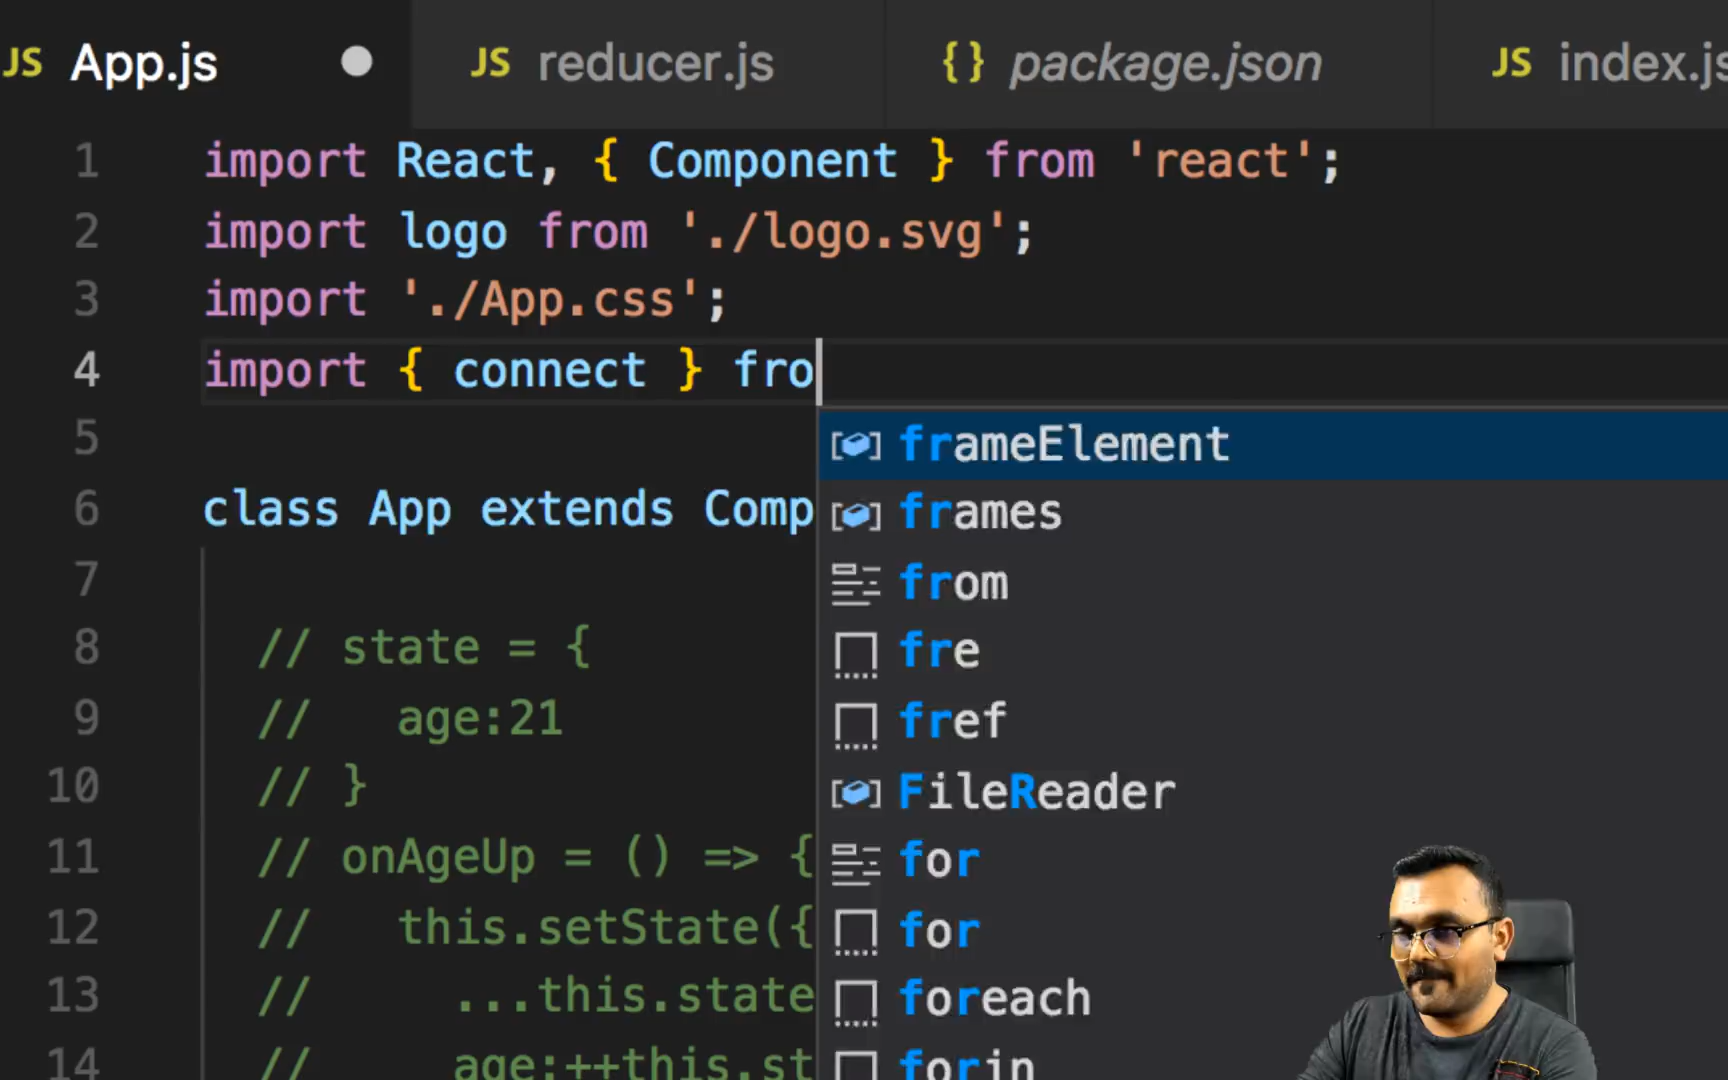 JS App.js JS reducer.js {} package.json JS index.js
1 import React, { Component } from 'react';
2 import logo from './logo.svg';
3 import './App.css';
4 import { connect } fro
5
6 class App extends Comp
7
8 // state = {
9 // age:21
10 // }
11 // onAgeUp = () => {
12 // this.setState({
13 // ...this.state
14 // age:++this.st
frameElement
frames
from
fre
fref
FileReader
for
for
foreach
forin